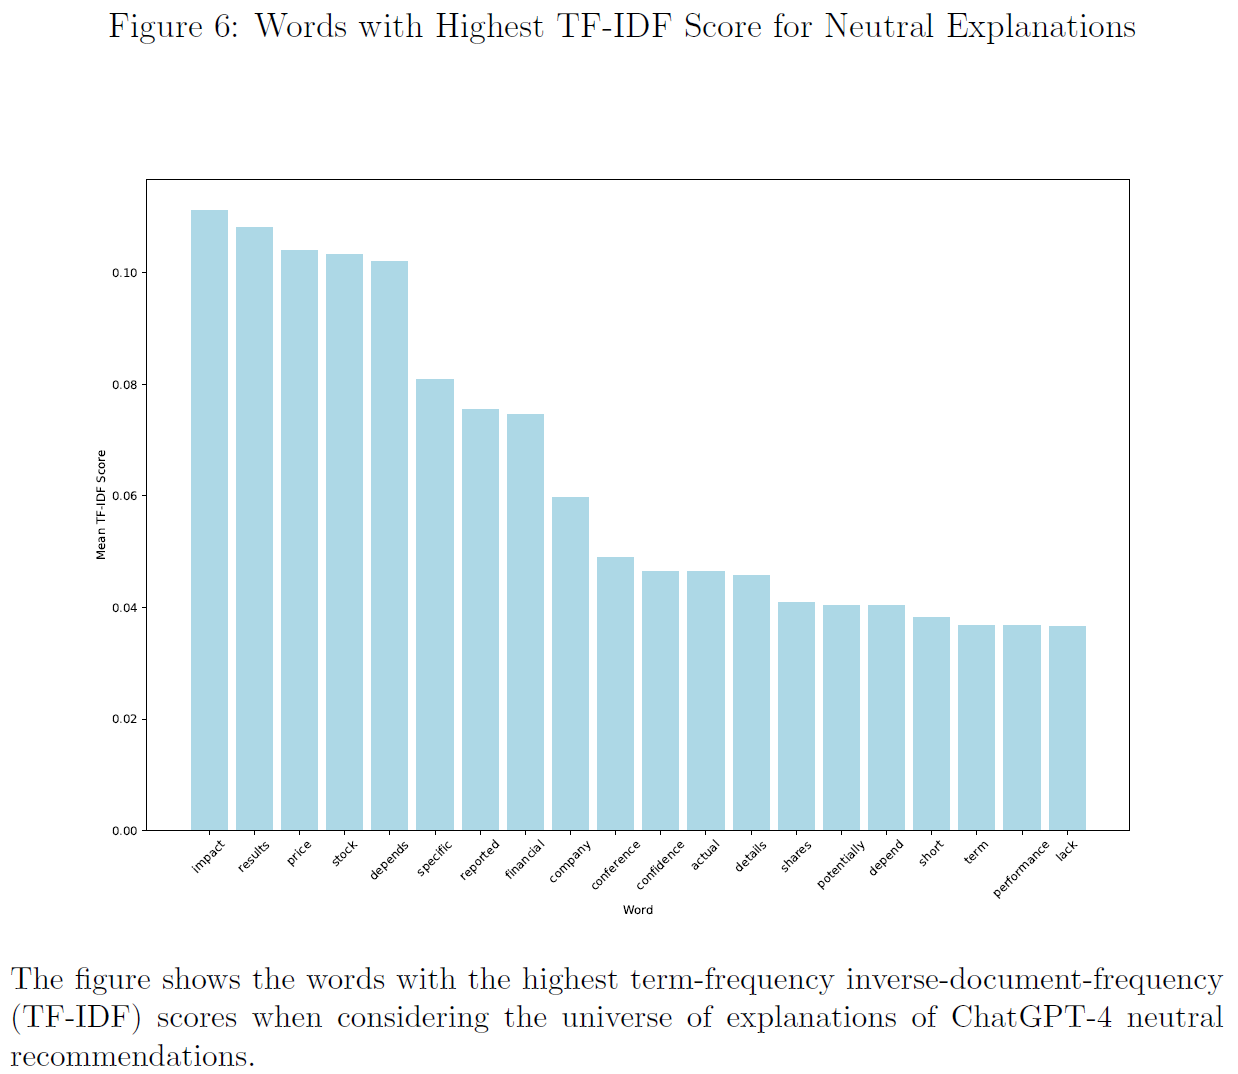 Figure 6: Words with Highest TF-IDF Score for Neutral Explanations
0.10
0.08
0.06
0.04
0.02
0.00
Mean TF-IDF Score
impact
results
price
stock
depends
specific
reported
financial
company
conference
confidence
actual
details
shares
potentially
depend
short
term
performance
lack
Word
The figure shows the words with the highest term-frequency inverse-document-frequency
(TF-IDF) scores when considering the universe of explanations of ChatGPT-4 neutral
recommendations.